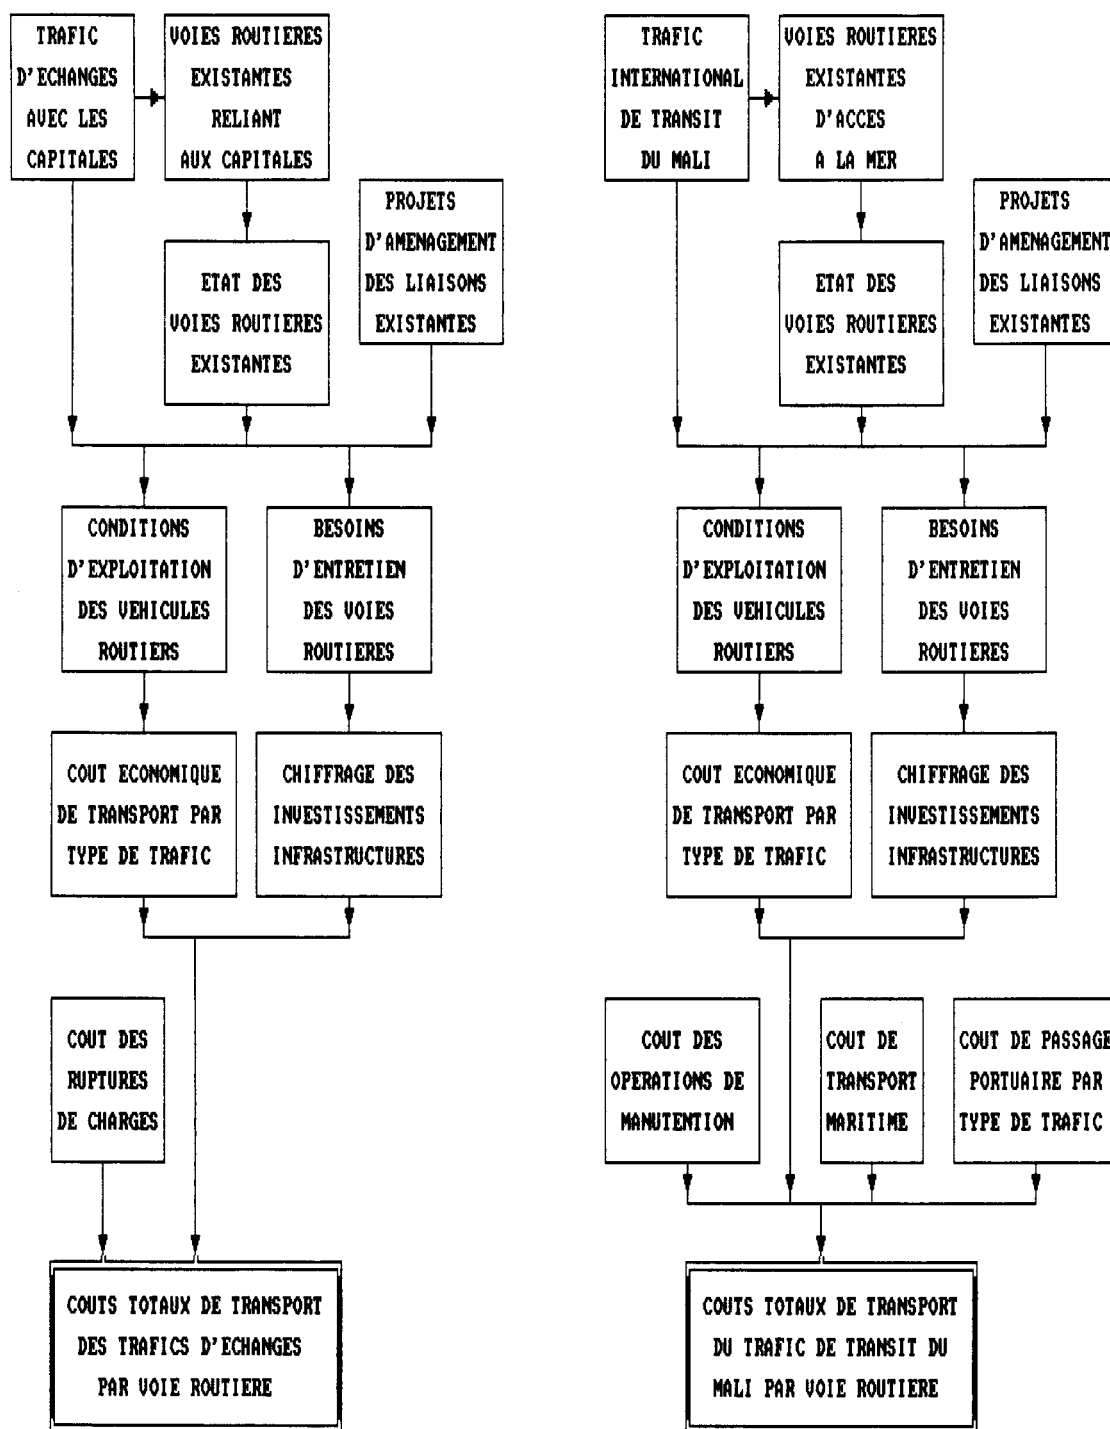 TRAFIC
D'ECHANGES
AVEC LES
CAPITALES
VOIES ROUTIERES
EXISTANTES
RELIANT
AUX CAPITALES
PROJETS
D'AMENAGEMENT
DES LIAISONS
EXISTANTES
ETAT DES
VOIES ROUTIERES
EXISTANTES
CONDITIONS
D'EXPLOITATION
DES VEHICULES
ROUTIERS
BESOINS
D'ENTRETIEN
DES VOIES
ROUTIERES
COUT ECONOMIQUE
DE TRANSPORT PAR
TYPE DE TRAFIC
CHIFFRAGE DES
INVESTISSEMENTS
INFRASTRUCTURES
COUT DES
RUPTURES
DE CHARGES
COUTS TOTAUX DE TRANSPORT
DES TRAFICS D'ECHANGES
PAR VOIE ROUTIERE
TRAFIC
INTERNATIONAL
DE TRANSIT
DU MALI
VOIES ROUTIERES
EXISTANTES
D'ACCES
A LA MER
PROJETS
D'AMENAGEMENT
DES LIAISONS
EXISTANTES
ETAT DES
VOIES ROUTIERES
EXISTANTES
CONDITIONS
D'EXPLOITATION
DES VEHICULES
ROUTIERS
BESOINS
D'ENTRETIEN
DES VOIES
ROUTIERES
COUT ECONOMIQUE
DE TRANSPORT PAR
TYPE DE TRAFIC
CHIFFRAGE DES
INVESTISSEMENTS
INFRASTRUCTURES
COUT DES
OPERATIONS DE
MANUTENTION
COUT DE
TRANSPORT
MARITIME
COUT DE PASSAGE
PORTUAIRE PAR
TYPE DE TRAFIC
COUTS TOTAUX DE TRANSPORT
DU TRAFIC DE TRANSIT DU
MALI PAR VOIE ROUTIERE